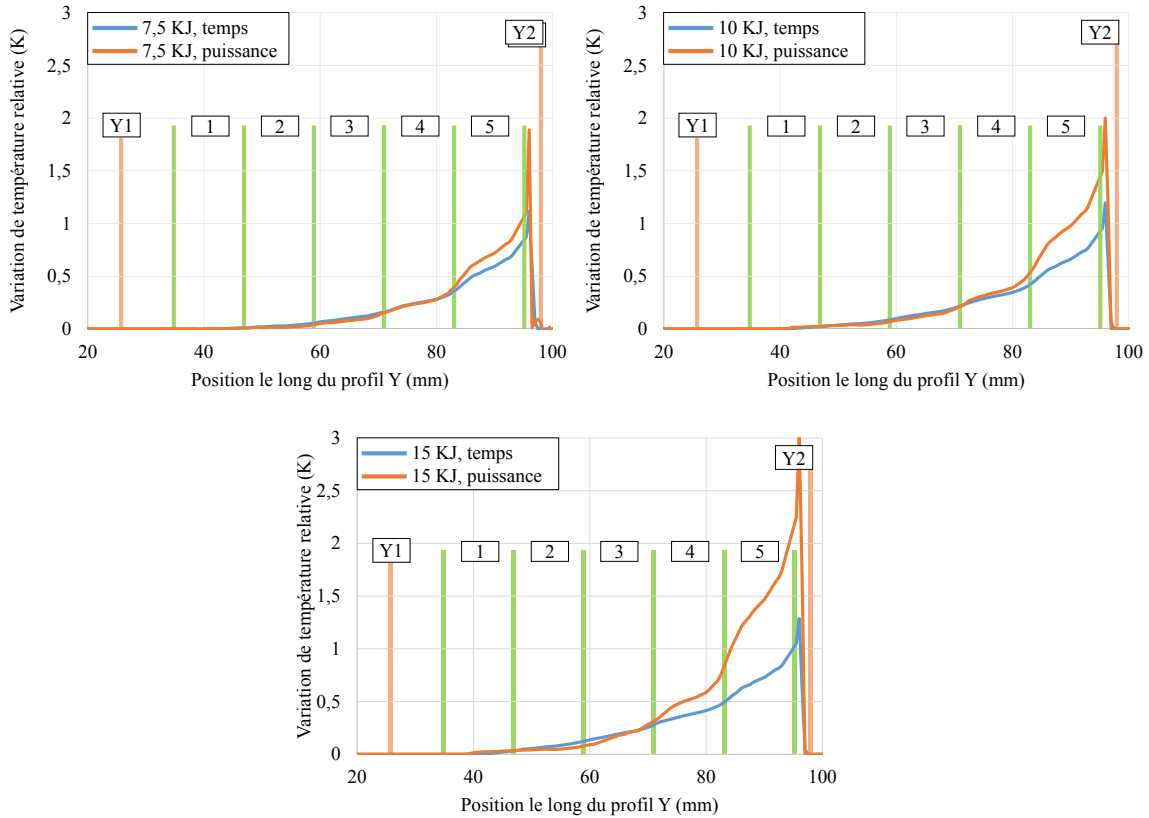 Variation de température relative (K)
3
2,5
2
1,5
1
0,5
0
7,5 KJ, temps
7,5 KJ, puissance
Y2
Y1
1
2
3
4
5
20
40
60
80
100
Position le long du profil Y (mm)
Variation de température relative (K)
3
2,5
2
1,5
1
0,5
0
10 KJ, temps
10 KJ, puissance
Y2
Y1
1
2
3
4
5
20
40
60
80
100
Position le long du profil Y (mm)
Variation de température relative (K)
3
2,5
2
1,5
1
0,5
0
15 KJ, temps
15 KJ, puissance
Y2
Y1
1
2
3
4
5
20
40
60
80
100
Position le long du profil Y (mm)